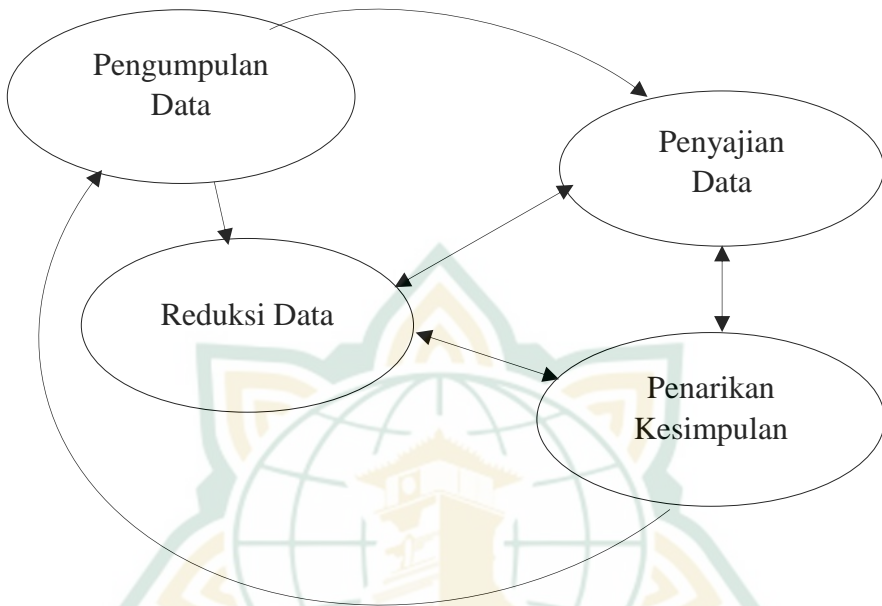 Pengumpulan
Data
Penyajian
Data
Reduksi Data
Penarikan
Kesimpulan